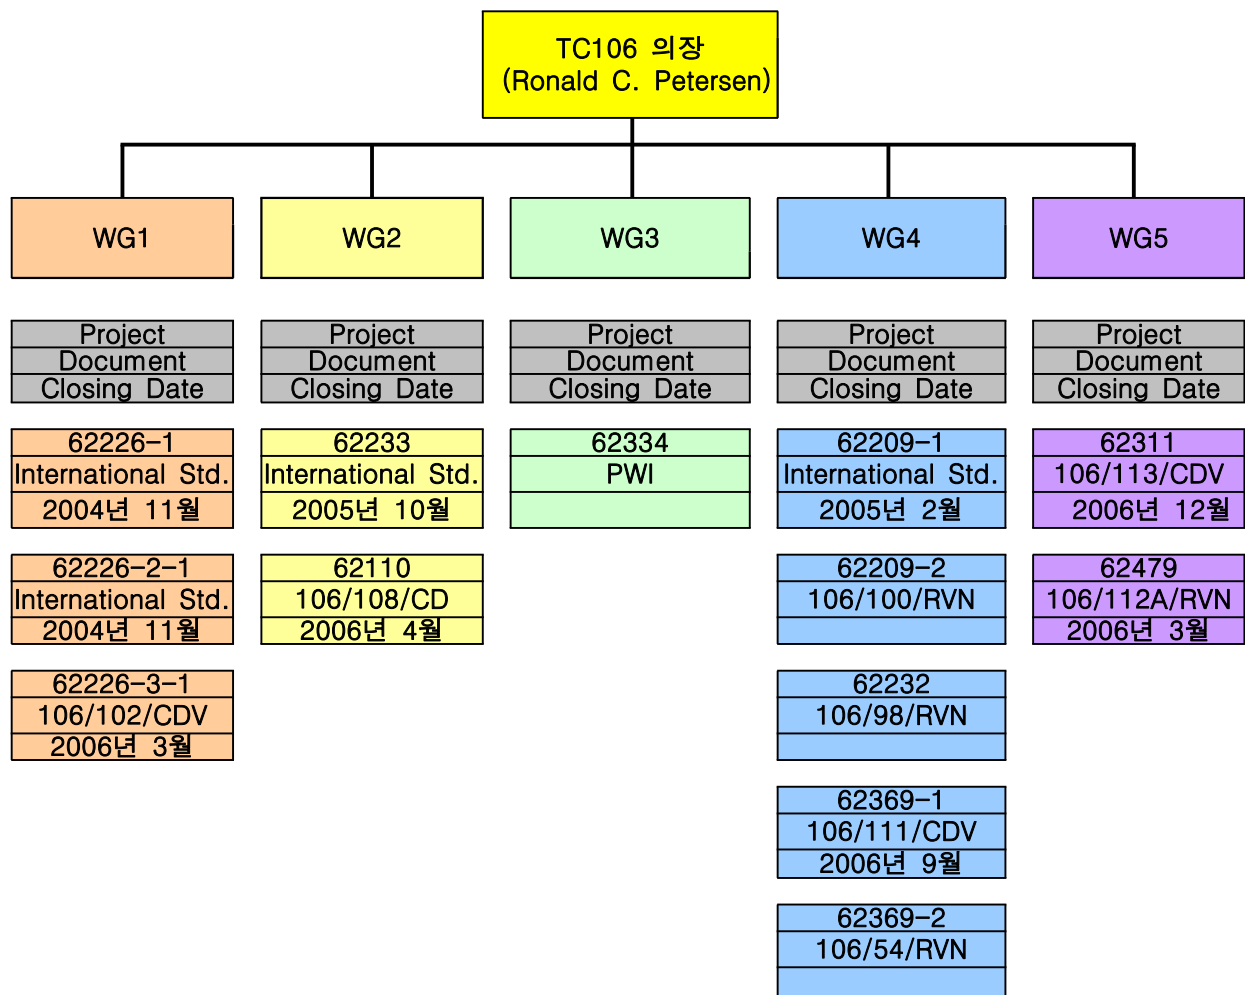 TC106 의장
(Ronald C. Petersen)
WG1
WG2
WG3
WG4
WG5
Project
Document
Closing Date
Project
Document
Closing Date
Project
Document
Closing Date
Project
Document
Closing Date
Project
Document
Closing Date
62226-1
International Std.
2004년 11월
62233
International Std.
2005년 10월
62334
PWI
62209-1
International Std.
2005년 2월
62311
106/113/CDV
2006년 12월
62226-2-1
International Std.
2004년 11월
62110
106/108/CD
2006년 4월
62209-2
106/100/RVN
62479
106/112A/RVN
2006년 3월
62226-3-1
106/102/CDV
2006년 3월
62232
106/98/RVN
62369-1
106/111/CDV
2006년 9월
62369-2
106/54/RVN